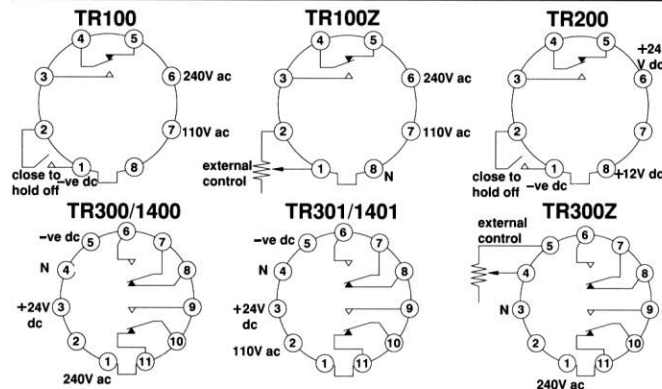 TR100
4
5
3
6
240V ac
2
7
110V ac
close to
hold off
1
8
–ve dc
TR100Z
4
5
3
6
240V ac
2
7
110V ac
external
control
1
8
N
TR200
4
5
+24
V dc
3
6
2
7
close to
hold off
1
8
+12V dc
–ve dc
TR300/1400
–ve dc
5
6
7
N
4
8
+24V
dc
3
9
2
10
1
11
240V ac
TR301/1401
–ve dc
5
6
7
N
4
8
+24V
dc
3
9
110V ac
2
10
1
11
240V ac
TR300Z
external
control
5
6
7
4
8
N
3
9
2
10
1
11
240V ac